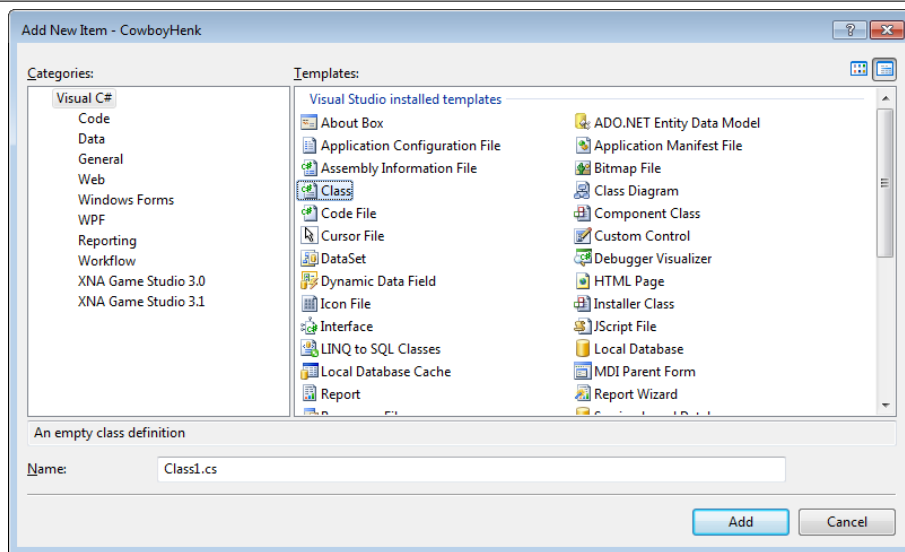 Add New Item - CowboyHenk
Categories:
Templates:
Visual C#
Code
Data
General
Web
Windows Forms
WPF
Reporting
Workflow
XNA Game Studio 3.0
XNA Game Studio 3.1
Visual Studio installed templates
About Box
ADO.NET Entity Data Model
Application Configuration File
Application Manifest File
Assembly Information File
Bitmap File
Class
Class Diagram
Code File
Component Class
Cursor File
Custom Control
DataSet
Debugger Visualizer
Dynamic Data Field
HTML Page
Icon File
Installer Class
Interface
JScript File
LINQ to SQL Classes
Local Database
Local Database Cache
MDI Parent Form
Report
Report Wizard
An empty class definition
Name:
Class1.cs
Add
Cancel